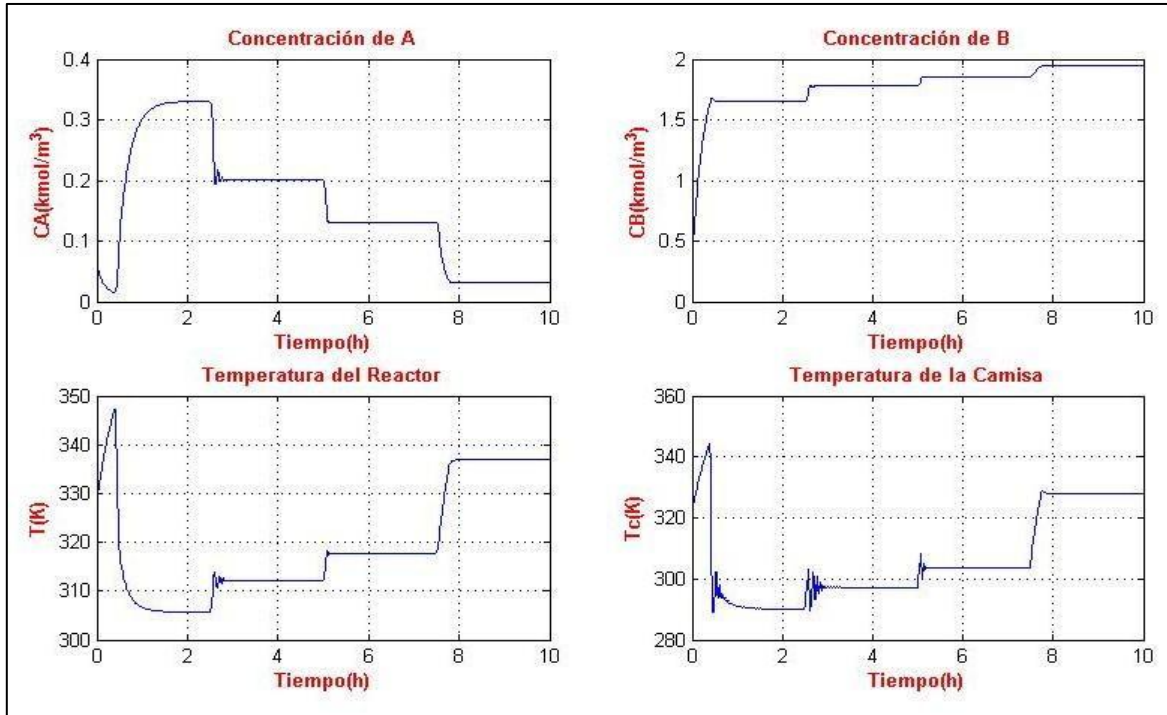 Concentración de A
0.4
0.3
0.2
0.1
0
CA(kmol/m³)
0 2 4 6 8 10
Tiempo(h)
Concentración de B
2
1.5
1
0.5
0
CB(kmol/m³)
0 2 4 6 8 10
Tiempo(h)
Temperatura del Reactor
350
340
330
320
310
300
T(K)
0 2 4 6 8 10
Tiempo(h)
Temperatura de la Camisa
360
340
320
300
280
Tc(K)
0 2 4 6 8 10
Tiempo(h)